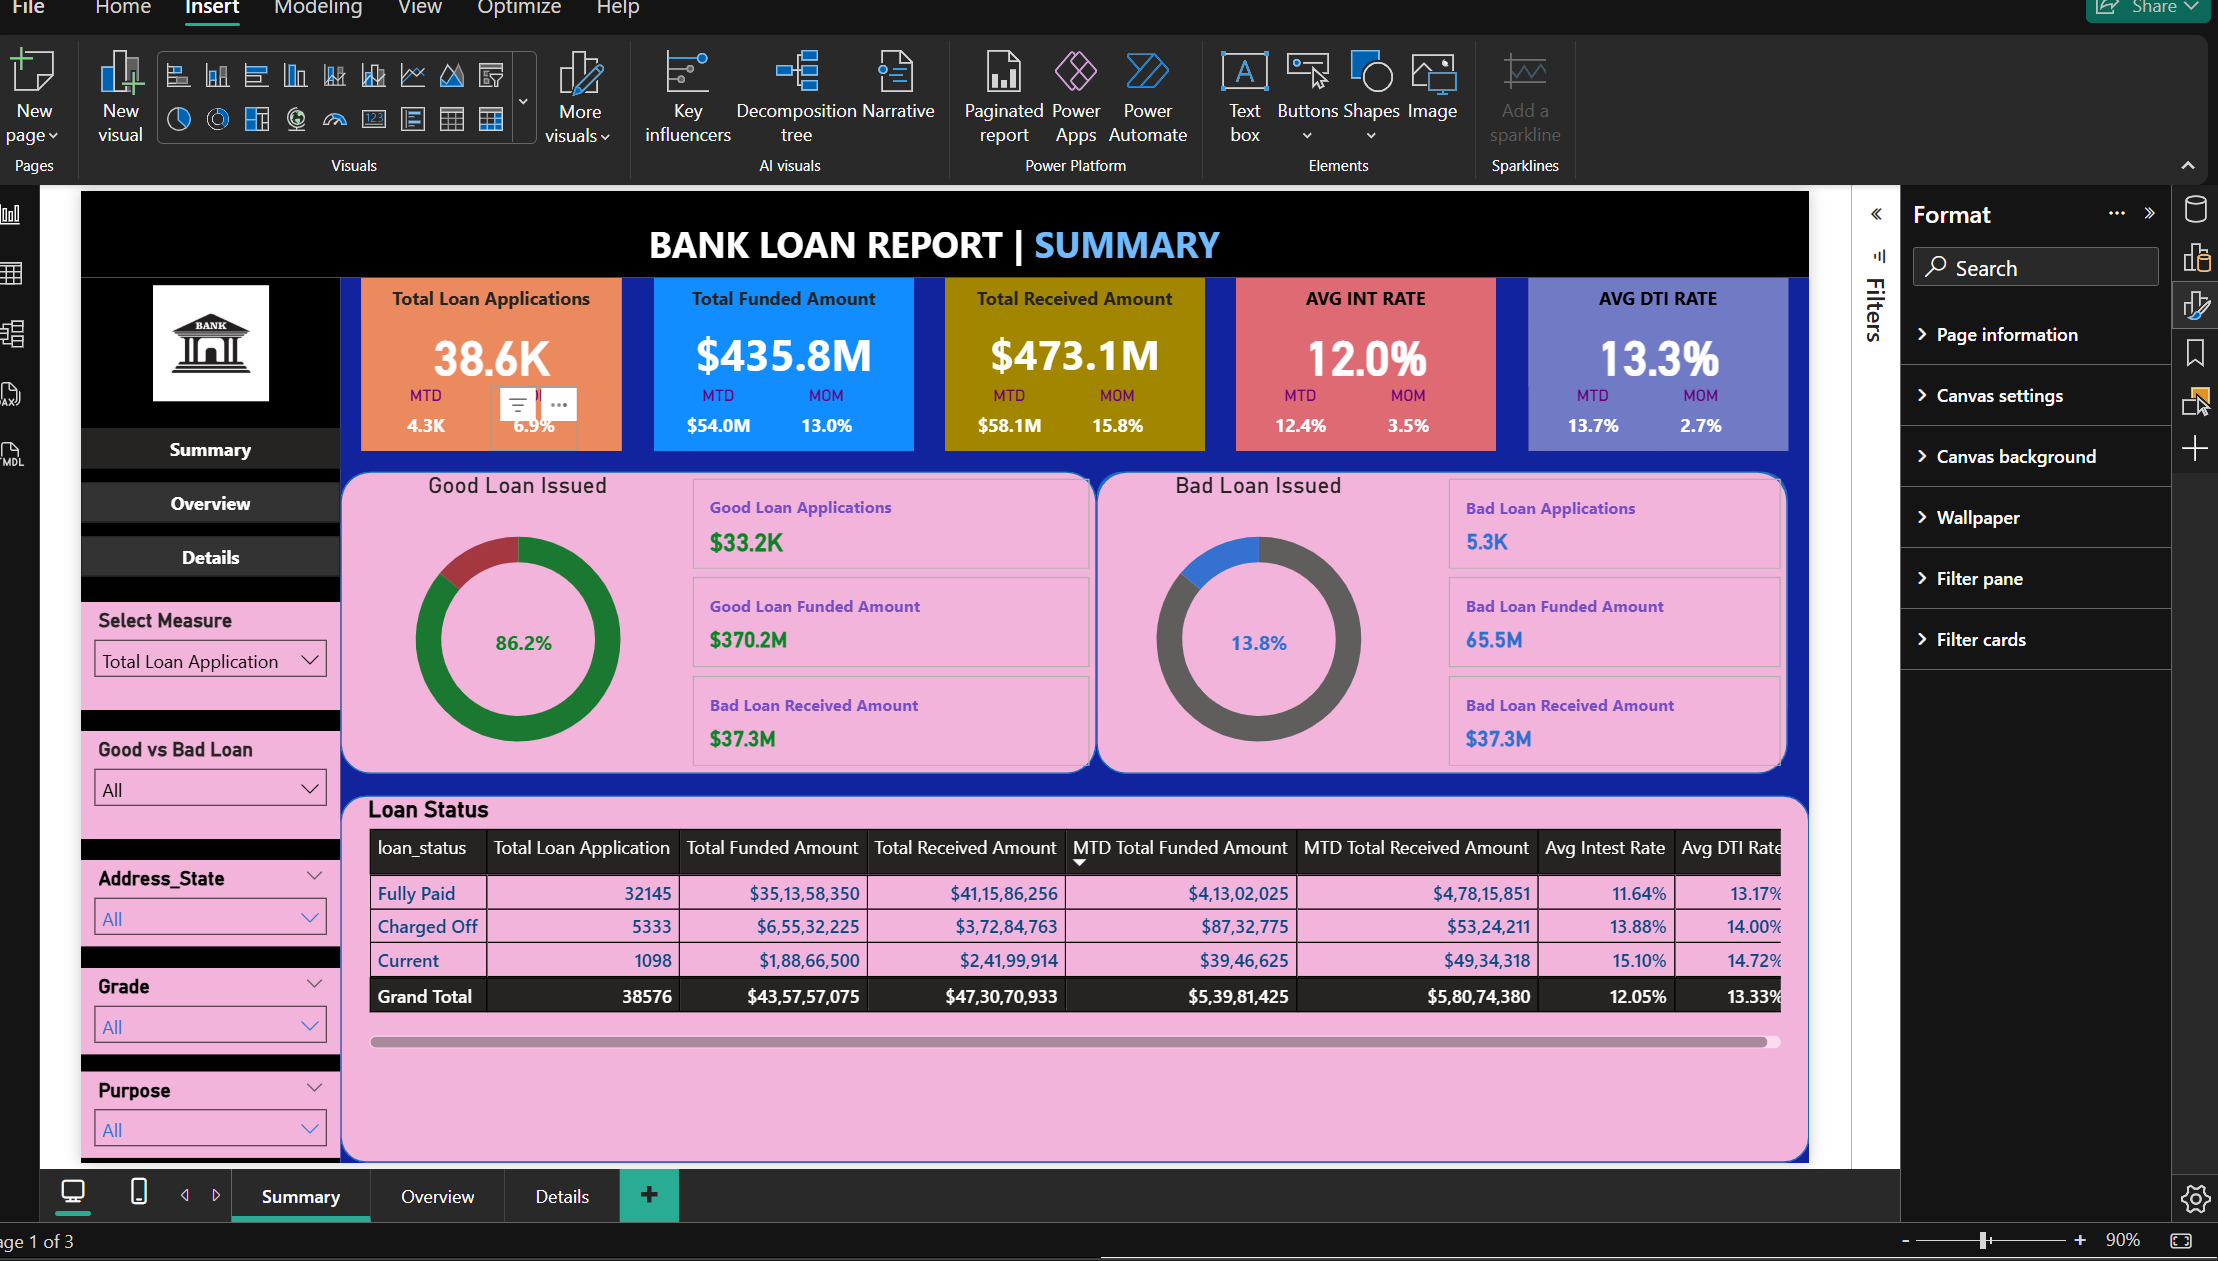 File Home Insert Modeling View Optimize Help Share
New page
Pages
New visual
123
More visuals
Visuals
Key influencers
Decomposition tree
Narrative
AI visuals
Paginated report
Power Apps
Power Automate
Power Platform
A
Text box
Buttons
Shapes
Image
Elements
Add a sparkline
Sparklines
BANK LOAN REPORT | SUMMARY
BANK
Summary
Overview
Details
Select Measure
Total Loan Application
Good vs Bad Loan
All
Address_State
All
Grade
All
Purpose
All
Total Loan Applications
38.6K
MTD
4.3K 6.9%
Total Funded Amount
$435.8M
MTD MOM
$54.0M 13.0%
Total Received Amount
$473.1M
MTD MOM
$58.1M 15.8%
AVG INT RATE
12.0%
MTD MOM
12.4% 3.5%
AVG DTI RATE
13.3%
MTD MOM
13.7% 2.7%
Good Loan Issued
86.2%
Good Loan Applications
$33.2K
Good Loan Funded Amount
$370.2M
Bad Loan Received Amount
$37.3M
Bad Loan Issued
13.8%
Bad Loan Applications
5.3K
Bad Loan Funded Amount
65.5M
Bad Loan Received Amount
$37.3M
Loan Status
loan_status Total Loan Application Total Funded Amount Total Received Amount MTD Total Funded Amount MTD Total Received Amount Avg Intest Rate Avg DTI Rate
Fully Paid 32145 $35,13,58,350 $41,15,86,256 $4,13,02,025 $4,78,15,851 11.64% 13.17%
Charged Off 5333 $6,55,32,225 $3,72,84,763 $87,32,775 $53,24,211 13.88% 14.00%
Current 1098 $1,88,66,500 $2,41,99,914 $39,46,625 $49,34,318 15.10% 14.72%
Grand Total 38576 $43,57,57,075 $47,30,70,933 $5,39,81,425 $5,80,74,380 12.05% 13.33%
Filters
Format
Search
Page information
Canvas settings
Canvas background
Wallpaper
Filter pane
Filter cards
Summary Overview Details +
age 1 of 3
- + 90%